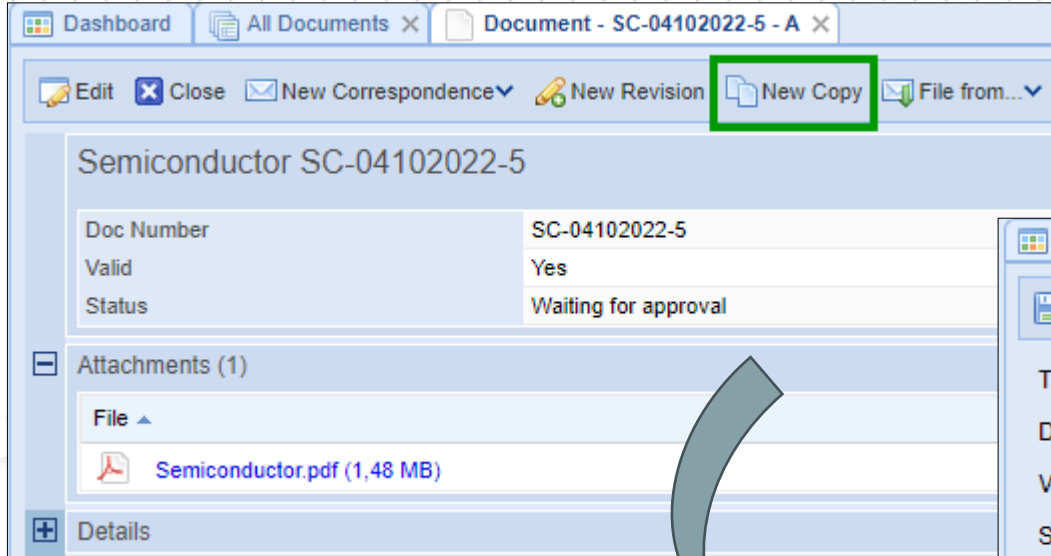 Dashboard All Documents Document - SC-04102022-5 - A
Edit Close New Correspondence New Revision New Copy File from...
Semiconductor SC-04102022-5
Doc Number SC-04102022-5
Valid Yes
Status Waiting for approval
Attachments (1)
File
Semiconductor.pdf (1,48 MB)
Details
T
D
V
S